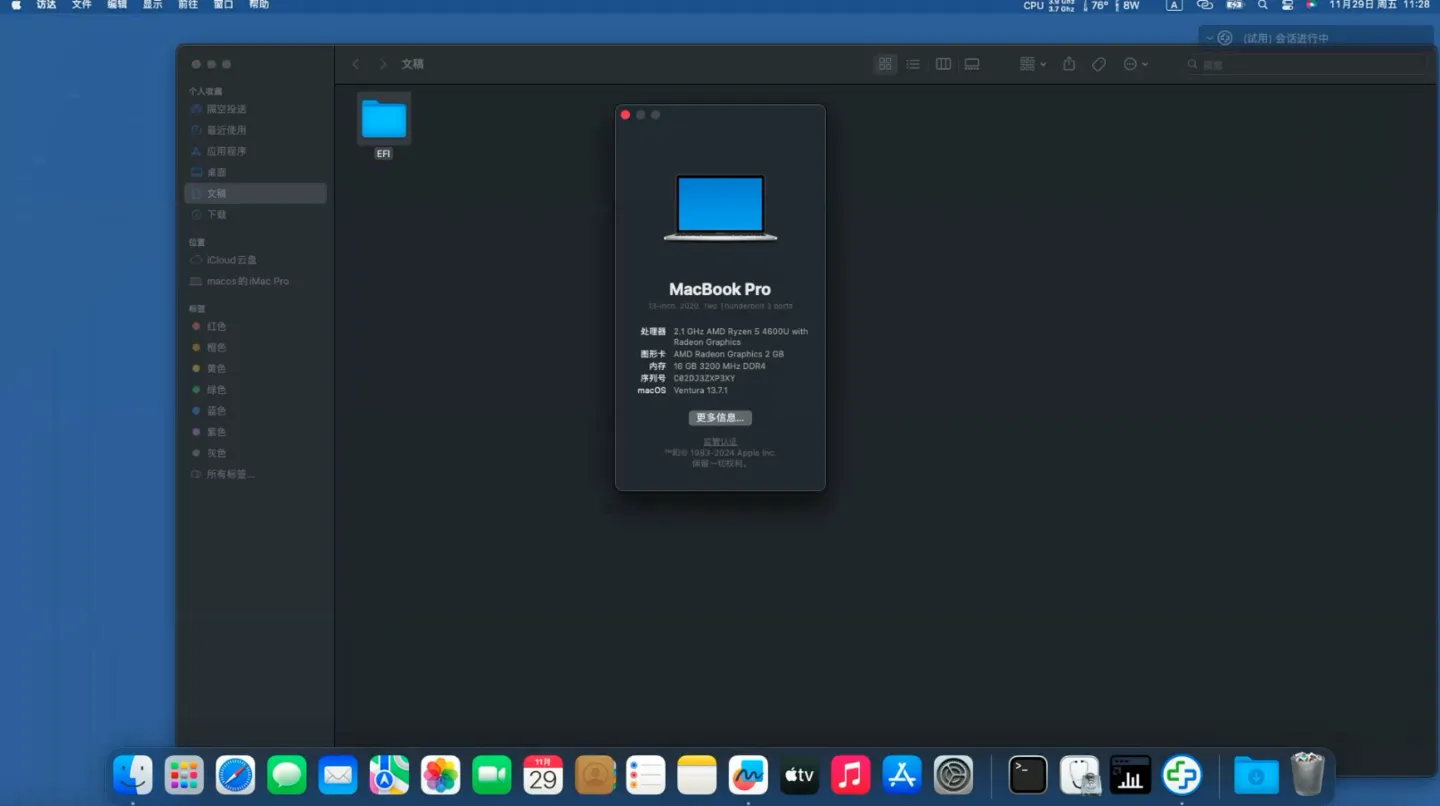 访达 文件 编辑 显示 前往 窗口 帮助
CPU 3.7 Ghz 76° 8W A 11月29日 周五 11:28
(试用) 会话进行中
文稿
搜索
个人收藏
隔空投送
最近使用
应用程序
桌面
文稿
下载
位置
iCloud云盘
macos的iMac Pro
标签
红色
橙色
黄色
绿色
蓝色
紫色
灰色
所有标签...
EFI
MacBook Pro
13-inch, 2020, Two Thunderbolt 3 ports
处理器 2.1 GHz AMD Ryzen 5 4600U with
Radeon Graphics
图形卡 AMD Radeon Graphics 2 GB
内存 16 GB 3200 MHz DDR4
序列号 C02DJ3ZXP3XY
macOS Ventura 13.7.1
更多信息...
监管认证
™和© 1983-2024 Apple Inc.
保留一切权利。
11月
29
tv